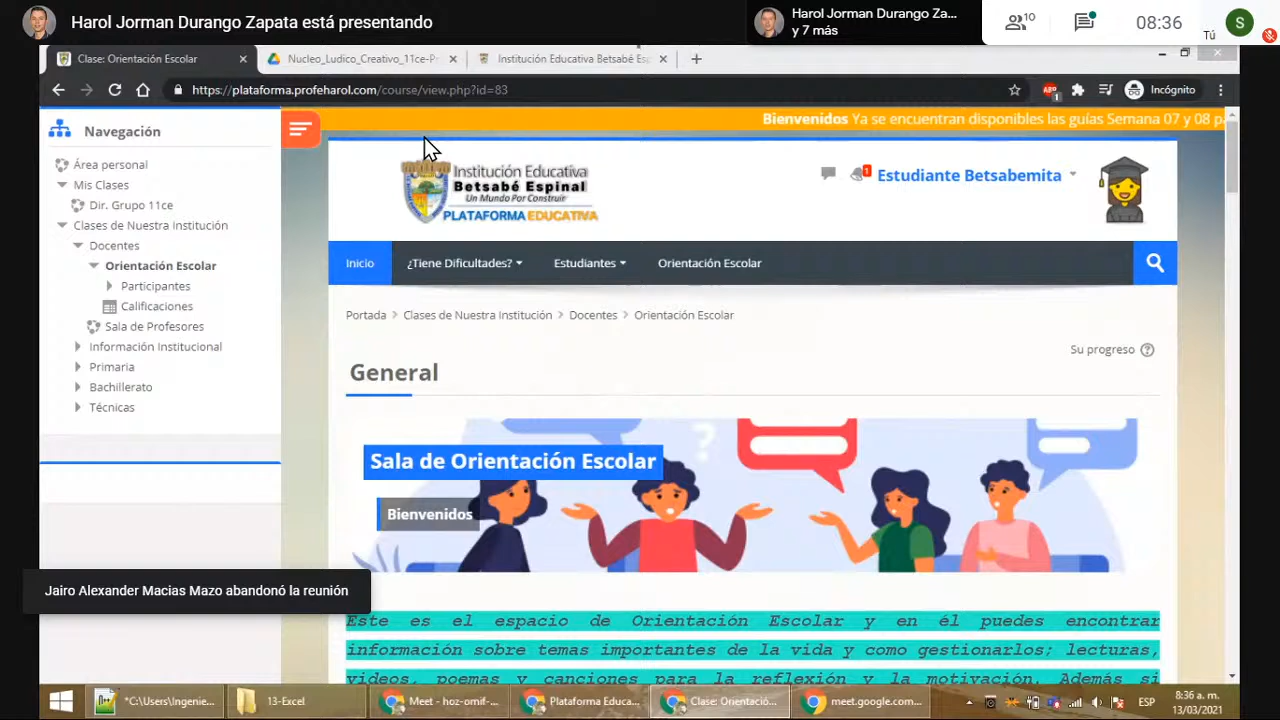 Harol Jorman Durango Zapata está presentando
Harol Jorman Durango Za...
y 7 más
10
08:36
Tú
S
Clase: Orientación Escolar
Nucleo_Ludico_Creativo_11ce-Pr
Institución Educativa Betsabé Esp
https://plataforma.profeharol.com/course/view.php?id=83
ABP
1
Incógnito
Navegación
Bienvenidos Ya se encuentran disponibles las guías Semana 07 y 08 pa
Área personal
Mis Clases
Dir. Grupo 11ce
Clases de Nuestra Institución
Docentes
Orientación Escolar
Participantes
Calificaciones
Sala de Profesores
Información Institucional
Primaria
Bachillerato
Técnicas
Institución Educativa
Betsabé Espinal
Un Mundo Por Construir
PLATAFORMA EDUCATIVA
1
Estudiante Betsabemita
Inicio
¿Tiene Dificultades?
Estudiantes
Orientación Escolar
Portada > Clases de Nuestra Institución > Docentes > Orientación Escolar
Su progreso
General
Sala de Orientación Escolar
Bienvenidos
Jairo Alexander Macias Mazo abandonó la reunión
Este es el espacio de Orientación Escolar y en él puedes encontrar
información sobre temas importantes de la vida y como gestionarlos; lecturas,
videos, poemas y canciones para la reflexión y la motivación. Además si
*C:\Users\Ingenie...
13-Excel
Meet - hoz-omif-...
Plataforma Educa...
Clase: Orientació...
meet.google.com...
ESP
8:36 a. m.
13/03/2021